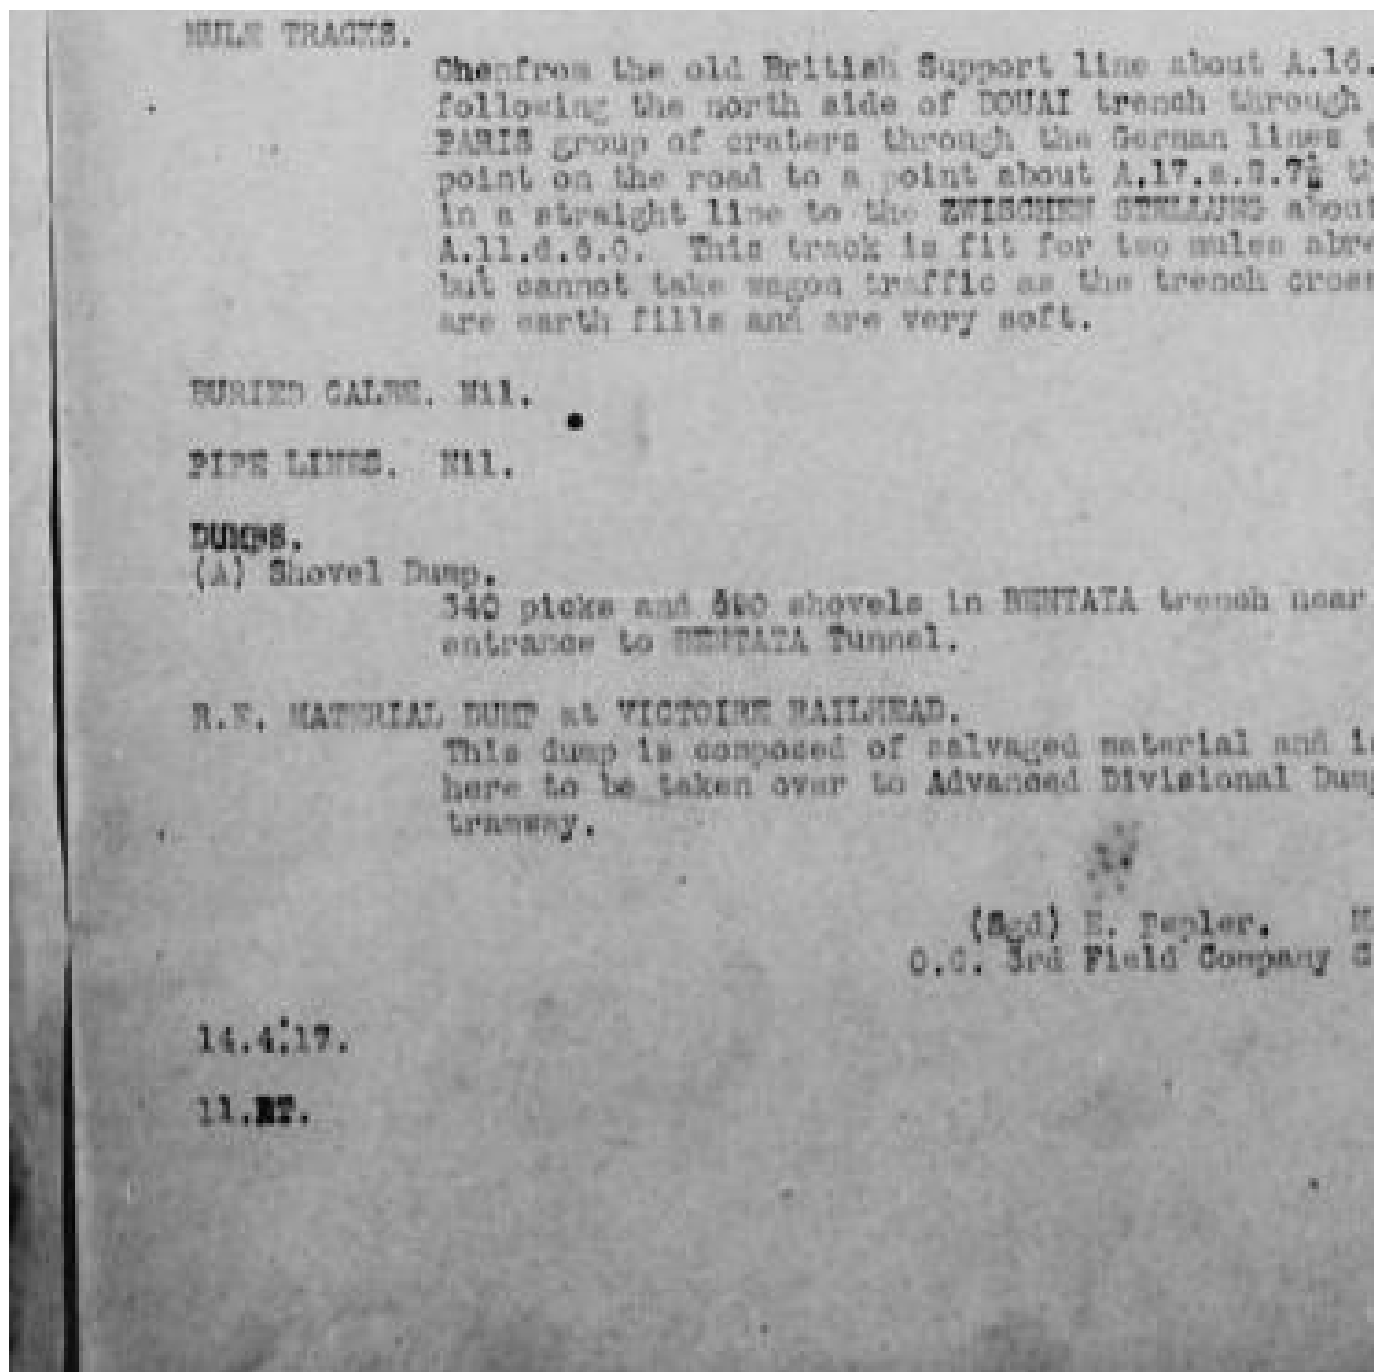 MULE TRACKS.
from the old British Support line about A.16.
following the north side of DOUAI trench through
PARIS group of craters through the German lines
point on the road to a point about A.17.a.2.7½
in a straight line to the ZWISCHEN STELLUNG about
A.11.d.5.0. This track is fit for two mules abre
but cannot take wagon traffic as the trench cross
are earth fills and are very soft.
BURIED CALBE. Nil.
PIPE LINES. Nil.
DUMPS.
(A) Shovel Dump.
340 picks and shovels in BENTATA trench near
entrance to BENTATA Tunnel.
R.E. MATERIAL DUMP at VICTOIRE RAILHEAD.
This dump is composed of salvaged material and is
here to be taken over to Advanced Divisional Dump
tramway.
(Sgd) E. Pepler. M
O.C. 3rd Field Company C
14.4.17.
11.